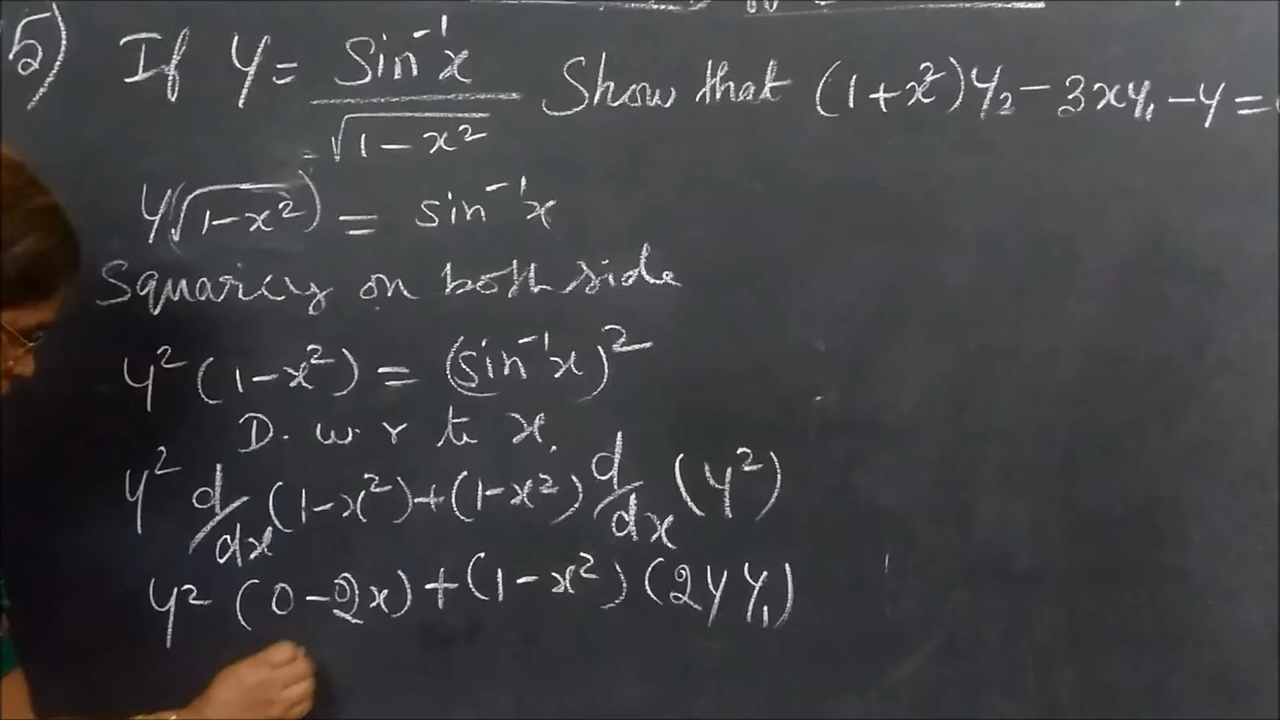 5) If y = Sin⁻¹x / √1-x² Show that (1+x²)y₂ - 3xy₁ - y =
y(√1-x²) = sin⁻¹x
Squaring on both side
y²(1-x²) = (sin⁻¹x)²
D. w r to x.
y² d/dx (1-x²) + (1-x²) d/dx (y²)
y² (0-2x) + (1-x²) (2yy₁)